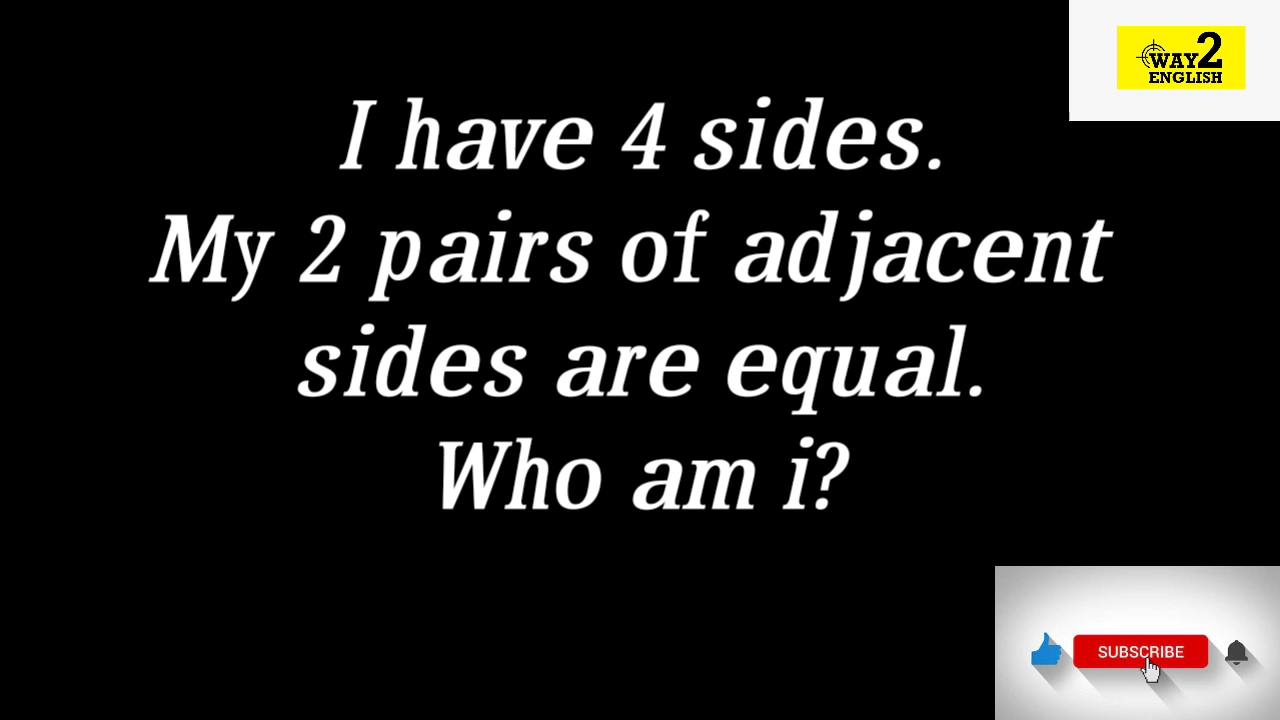 WAY2
ENGLISH
I have 4 sides.
My 2 pairs of adjacent
sides are equal.
Who am i?
SUBSCRIBE